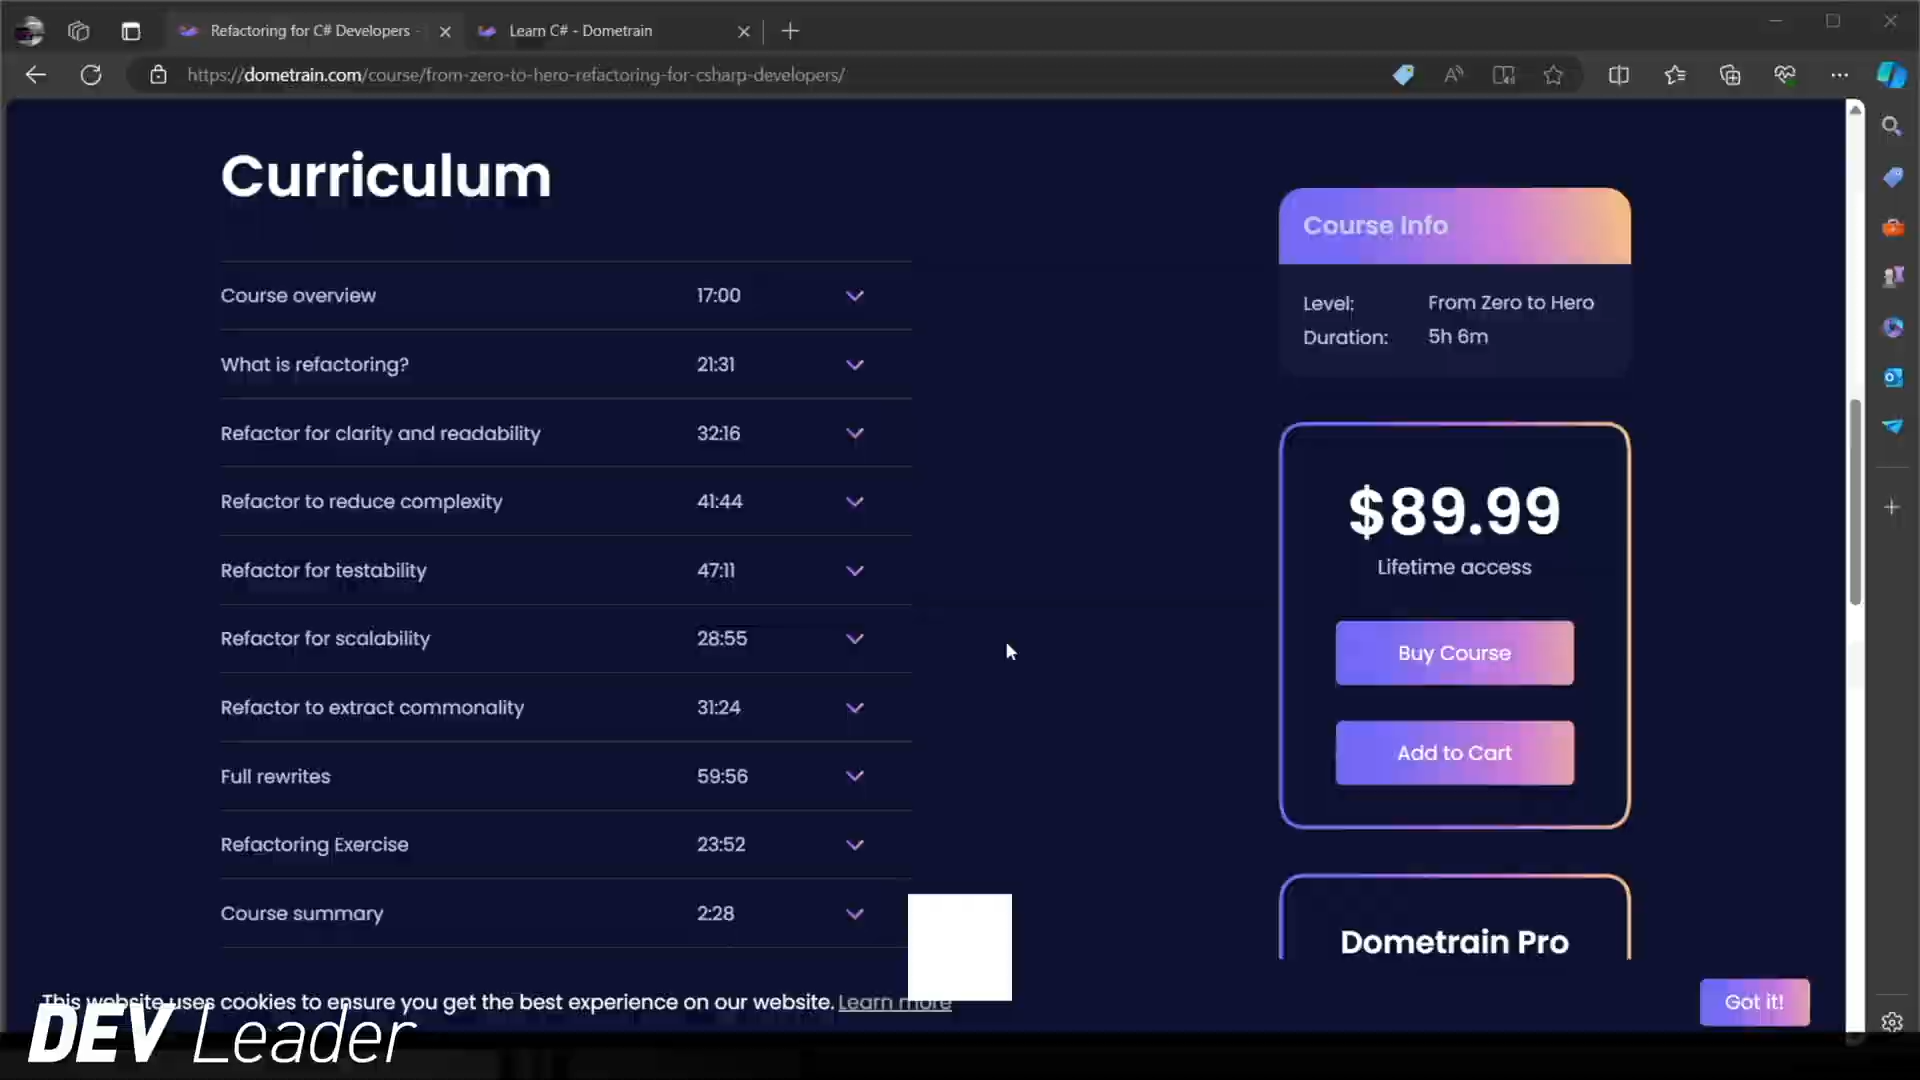 Refactoring for C# Developers -
Learn C# - Dometrain
https://dometrain.com/course/from-zero-to-hero-refactoring-for-csharp-developers/
Curriculum
Course overview 17:00
What is refactoring? 21:31
Refactor for clarity and readability 32:16
Refactor to reduce complexity 41:44
Refactor for testability 47:11
Refactor for scalability 28:55
Refactor to extract commonality 31:24
Full rewrites 59:56
Refactoring Exercise 23:52
Course summary 2:28
Course Info
Level: From Zero to Hero
Duration: 5h 6m
$89.99
Lifetime access
Buy Course
Add to Cart
Dometrain Pro
This website uses cookies to ensure you get the best experience on our website. Learn more
Got it!
DEV Leader